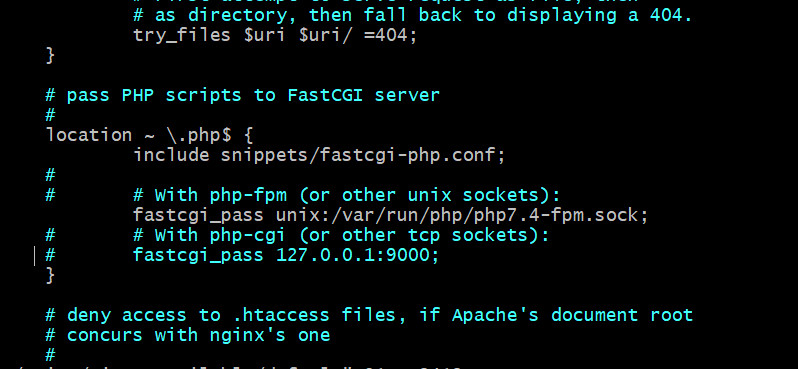 # as directory, then fall back to displaying a 404.
try_files $uri $uri/ =404;
}
# pass PHP scripts to FastCGI server
#
location ~ \.php$ {
include snippets/fastcgi-php.conf;
#
# # With php-fpm (or other unix sockets):
fastcgi_pass unix:/var/run/php/php7.4-fpm.sock;
# # With php-cgi (or other tcp sockets):
# fastcgi_pass 127.0.0.1:9000;
}
# deny access to .htaccess files, if Apache's document root
# concurs with nginx's one
#